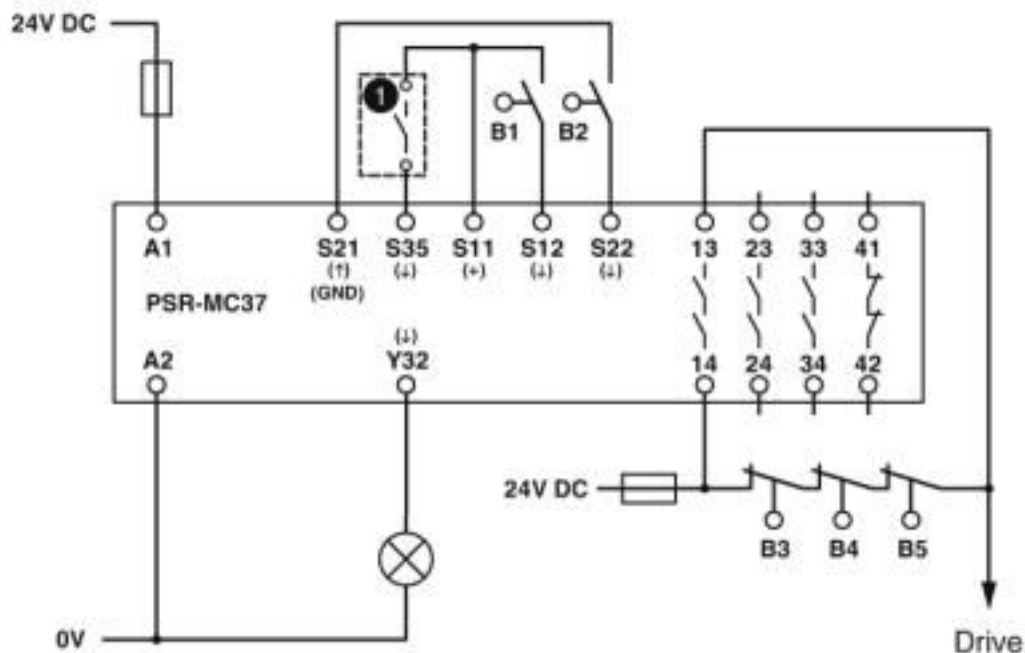 24V DC
1
B1 B2
A1 S21 S35 S11 S12 S22 13 23 33 41
(↑) (↓) (+) (↓) (↓)
(GND)
PSR-MC37
(↓)
A2 Y32 14 24 34 42
24V DC
B3 B4 B5
0V
Drive